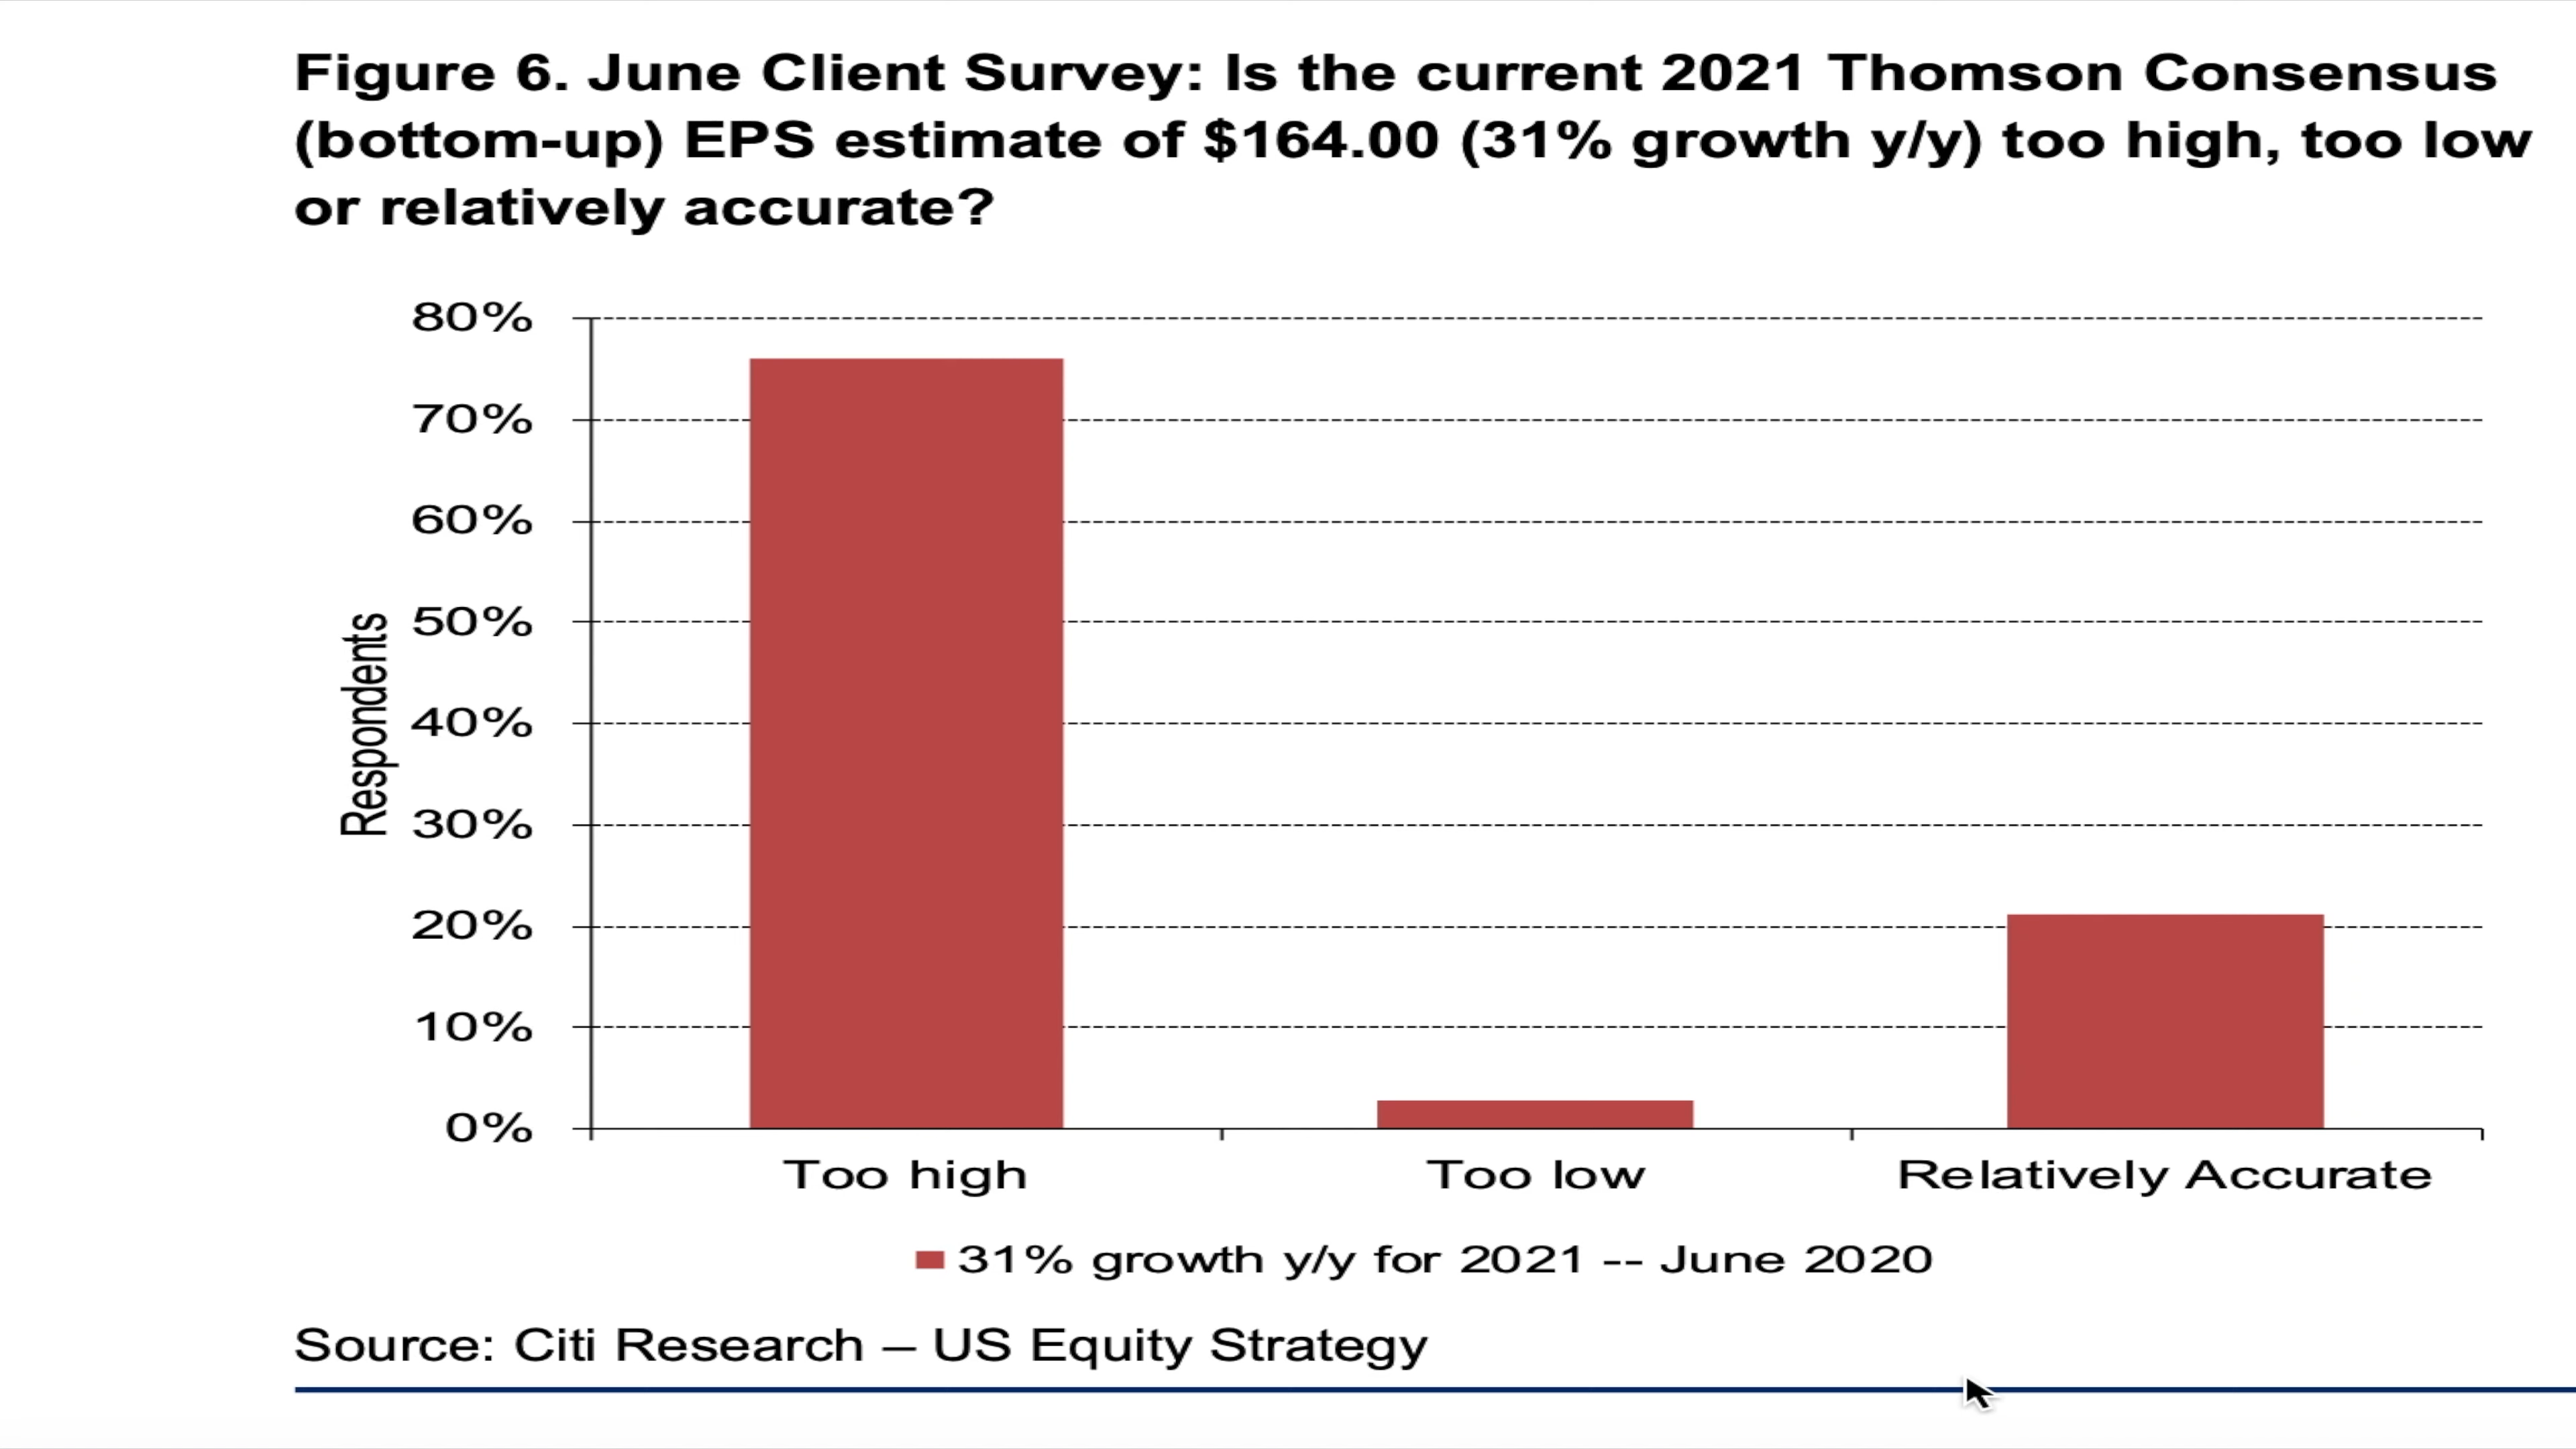 Figure 6. June Client Survey: Is the current 2021 Thomson Consensus
(bottom-up) EPS estimate of $164.00 (31% growth y/y) too high, too low
or relatively accurate?
80%
70%
60%
50%
40%
30%
20%
10%
0%
Respondents
Too high
Too low
Relatively Accurate
31% growth y/y for 2021 -- June 2020
Source: Citi Research – US Equity Strategy